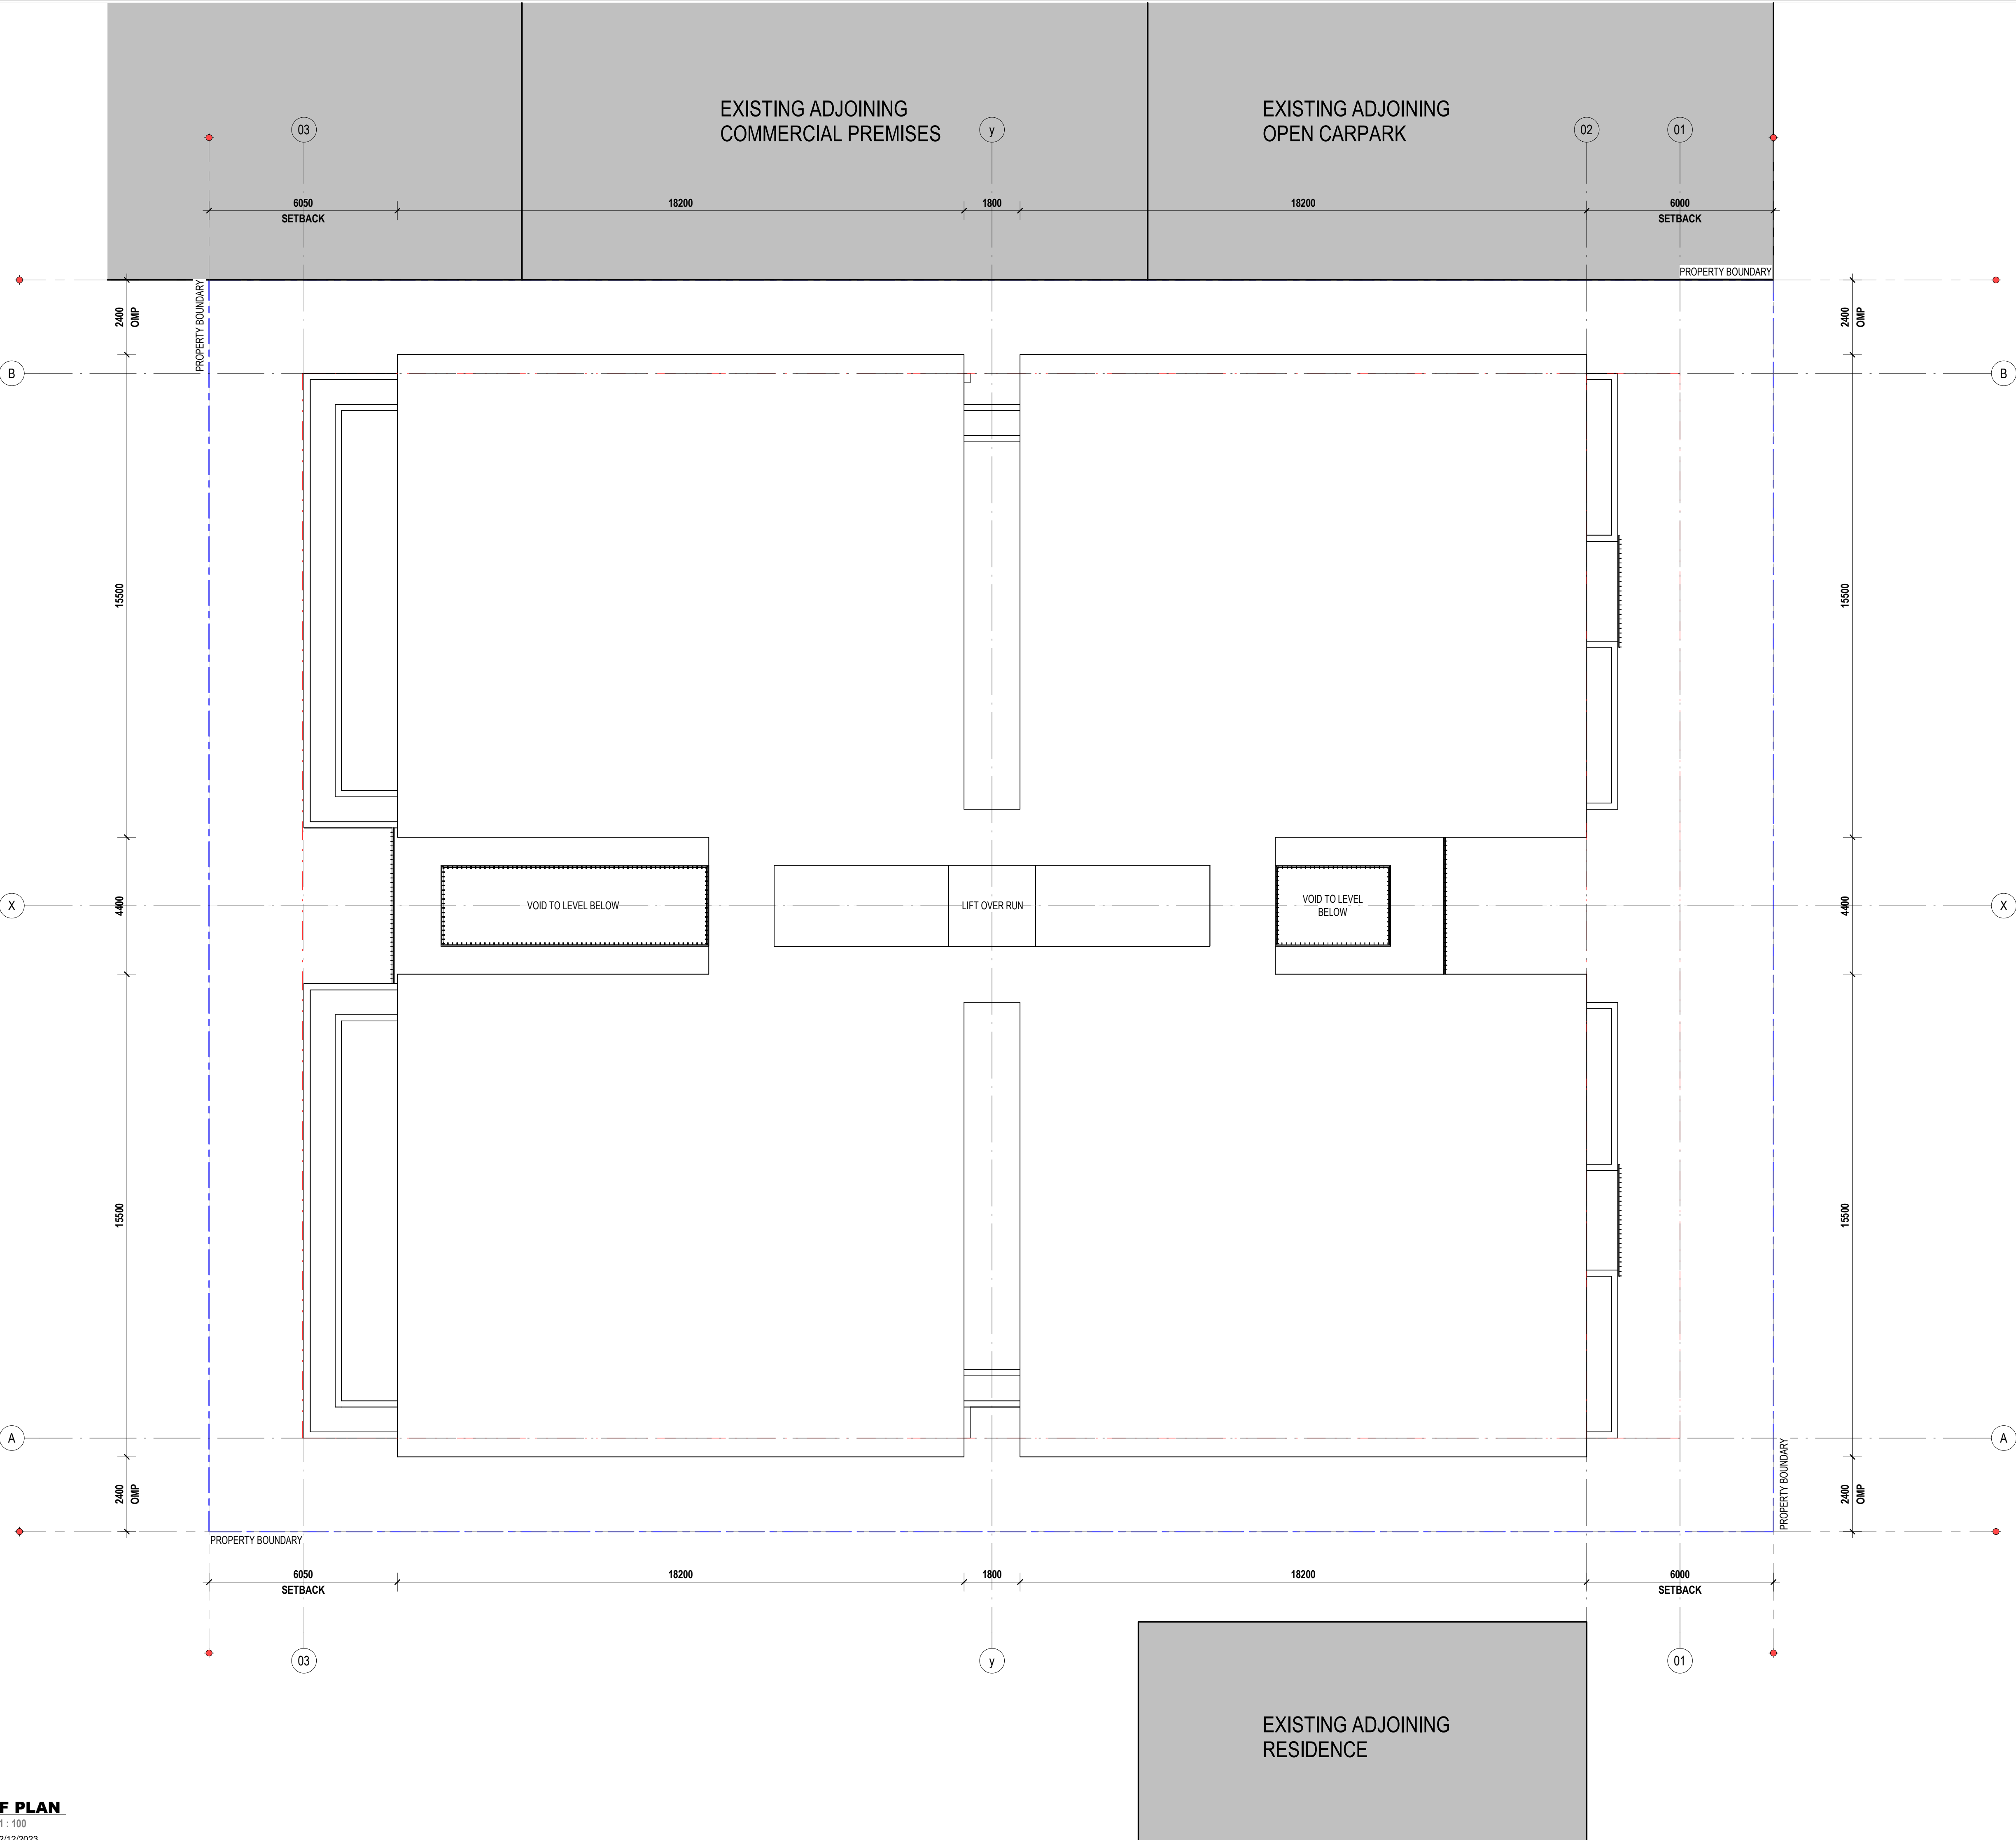 EXISTING ADJOINING
COMMERCIAL PREMISES
EXISTING ADJOINING
OPEN CARPARK
03
y
02
01
6050
SETBACK
18200
1800
18200
6000
SETBACK
PROPERTY BOUNDARY
PROPERTY BOUNDARY
2400
OMP
2400
OMP
B
B
15500
15500
4400
4400
X
VOID TO LEVEL BELOW
LIFT OVER RUN
VOID TO LEVEL
BELOW
X
15500
15500
A
A
PROPERTY BOUNDARY
2400
OMP
2400
OMP
PROPERTY BOUNDARY
6050
SETBACK
18200
1800
18200
6000
SETBACK
03
y
01
EXISTING ADJOINING
RESIDENCE
F PLAN
1 : 100
2/12/2023